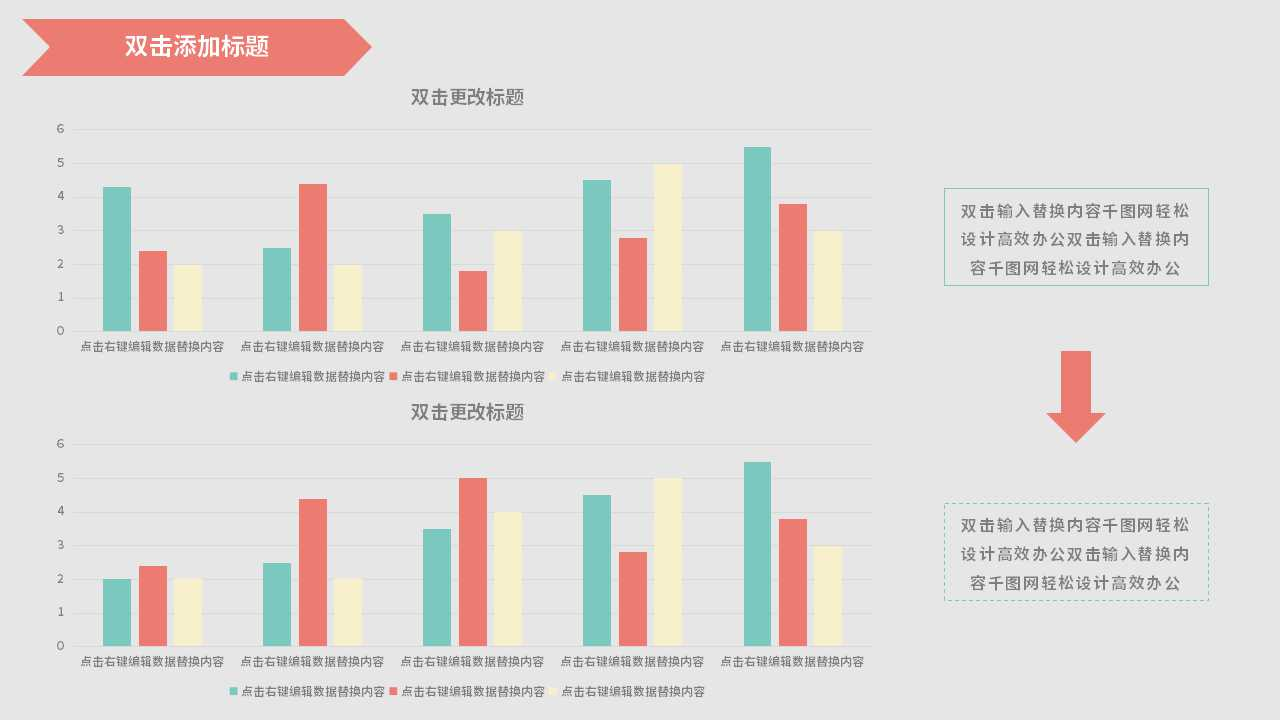 双击添加标题
双击更改标题
6
5
4
3
2
1
0
点击右键编辑数据替换内容 点击右键编辑数据替换内容 点击右键编辑数据替换内容 点击右键编辑数据替换内容 点击右键编辑数据替换内容
点击右键编辑数据替换内容 点击右键编辑数据替换内容 点击右键编辑数据替换内容
双击更改标题
6
5
4
3
2
1
0
点击右键编辑数据替换内容 点击右键编辑数据替换内容 点击右键编辑数据替换内容 点击右键编辑数据替换内容 点击右键编辑数据替换内容
点击右键编辑数据替换内容 点击右键编辑数据替换内容 点击右键编辑数据替换内容
双击输入替换内容千图网轻松
设计高效办公双击输入替换内
容千图网轻松设计高效办公
双击输入替换内容千图网轻松
设计高效办公双击输入替换内
容千图网轻松设计高效办公